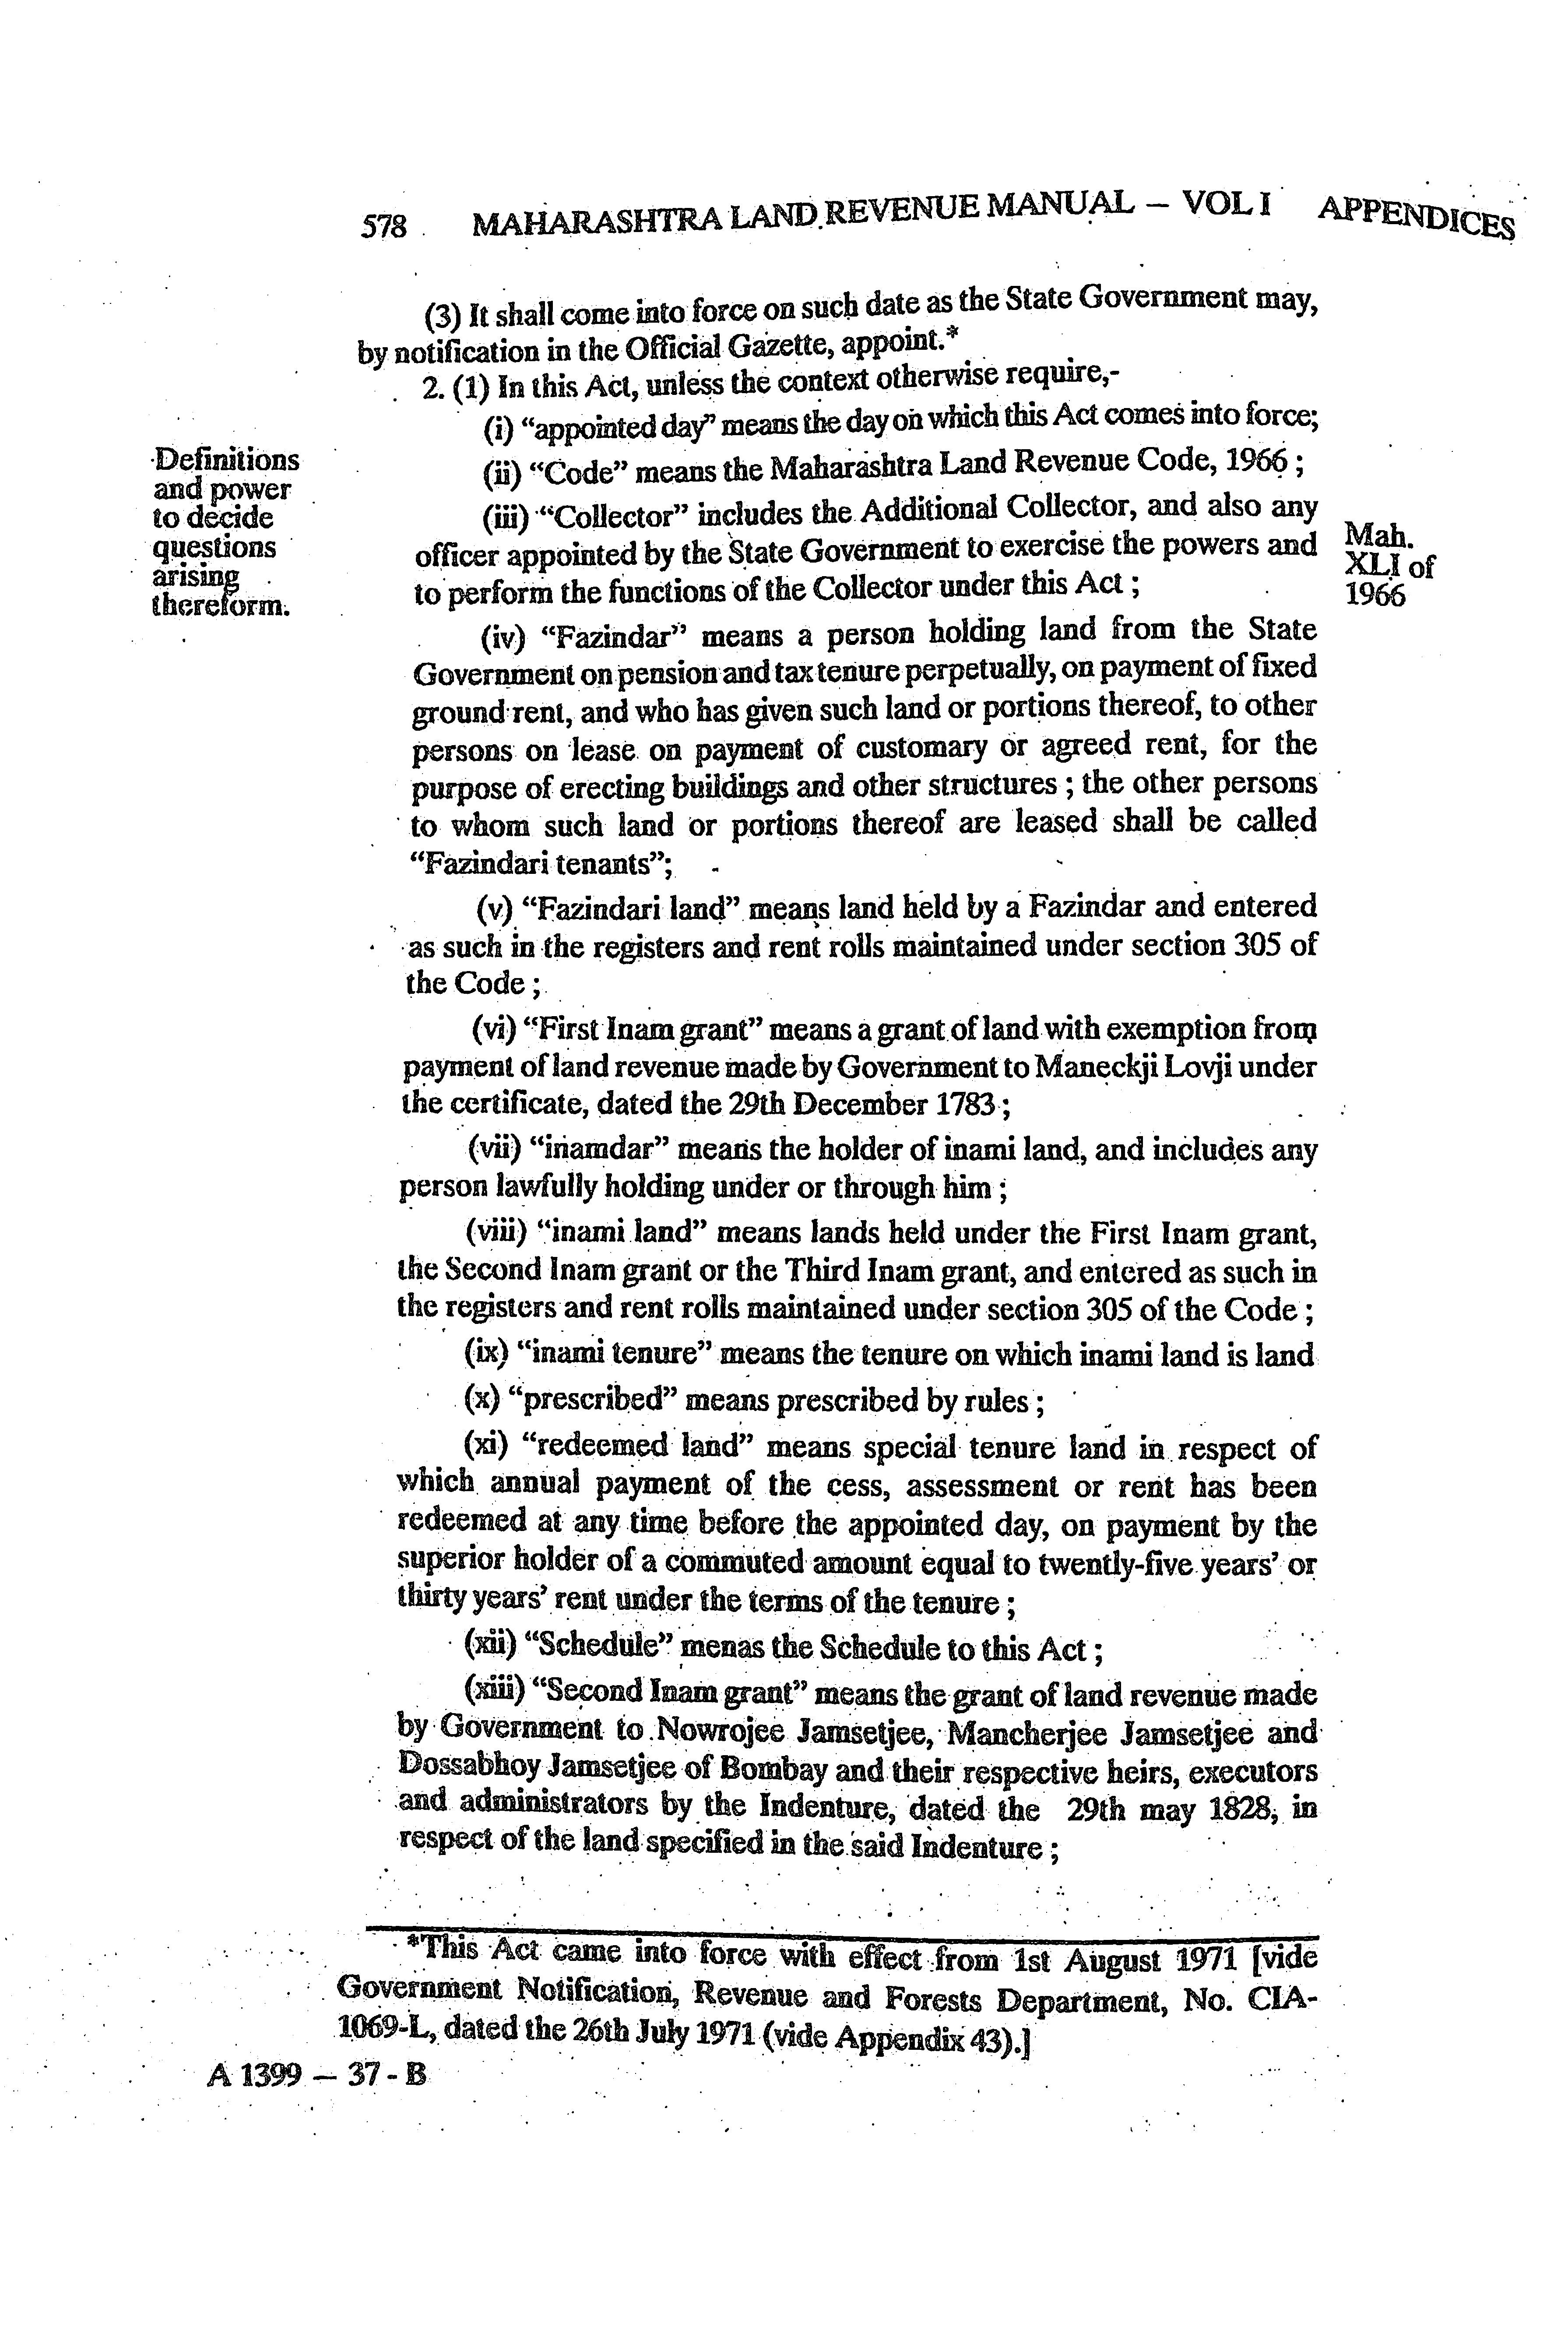 578 MAHARASHTRA LAND REVENUE MANUAL – VOL I APPENDICES
(3) It shall come into force on such date as the State Government may,
by notification in the Official Gazette, appoint.*
2. (1) In this Act, unless the context otherwise require,-
(i) “appointed day” means the day on which this Act comes into force;
(ii) “Code” means the Maharashtra Land Revenue Code, 1966 ;
(iii) “Collector” includes the Additional Collector, and also any
officer appointed by the State Government to exercise the powers and
to perform the functions of the Collector under this Act ;
Definitions
and power
to decide
questions
arising
thereform.
Mah.
XLI of
1966
(iv) “Fazindar” means a person holding land from the State
Government on pension and tax tenure perpetually, on payment of fixed
ground rent, and who has given such land or portions thereof, to other
persons on lease on payment of customary or agreed rent, for the
purpose of erecting buildings and other structures ; the other persons
to whom such land or portions thereof are leased shall be called
“Fazindari tenants”;
(v) “Fazindari land” means land held by a Fazindar and entered
as such in the registers and rent rolls maintained under section 305 of
the Code ;
(vi) “First Inam grant” means a grant of land with exemption from
payment of land revenue made by Government to Maneckji Lovji under
the certificate, dated the 29th December 1783 ;
(vii) “inamdar” means the holder of inami land, and includes any
person lawfully holding under or through him ;
(viii) “inami land” means lands held under the First Inam grant,
the Second Inam grant or the Third Inam grant, and entered as such in
the registers and rent rolls maintained under section 305 of the Code ;
(ix) “inami tenure” means the tenure on which inami land is land
(x) “prescribed” means prescribed by rules ;
(xi) “redeemed land” means special tenure land in respect of
which annual payment of the cess, assessment or rent has been
redeemed at any time before the appointed day, on payment by the
superior holder of a commuted amount equal to twenty-five years’ or
thirty years’ rent under the terms of the tenure ;
(xii) “Schedule” menas the Schedule to this Act ;
(xiii) “Second Inam grant” means the grant of land revenue made
by Government to Nowrojee Jamsetjee, Mancherjee Jamsetjee and
Dossabhoy Jamsetjee of Bombay and their respective heirs, executors
and administrators by the Indenture, dated the 29th may 1828, in
respect of the land specified in the said Indenture ;
*This Act came into force with effect from 1st August 1971 [vide
Government Notification, Revenue and Forests Department, No. CIA-
1069-L, dated the 26th July 1971 (vide Appendix 43).]
A 1399 – 37 - B